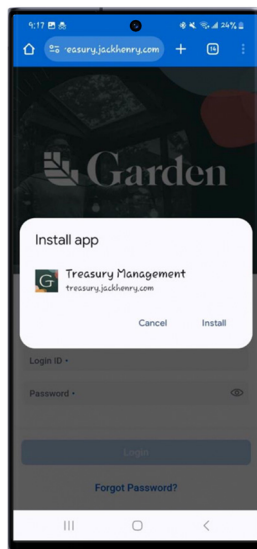 9:17
24%
easury.jackhenry.com
14
Garden
Install app
G
Treasury Management
treasury.jackhenry.com
Cancel
Install
Login ID •
Password •
Login
Forgot Password?